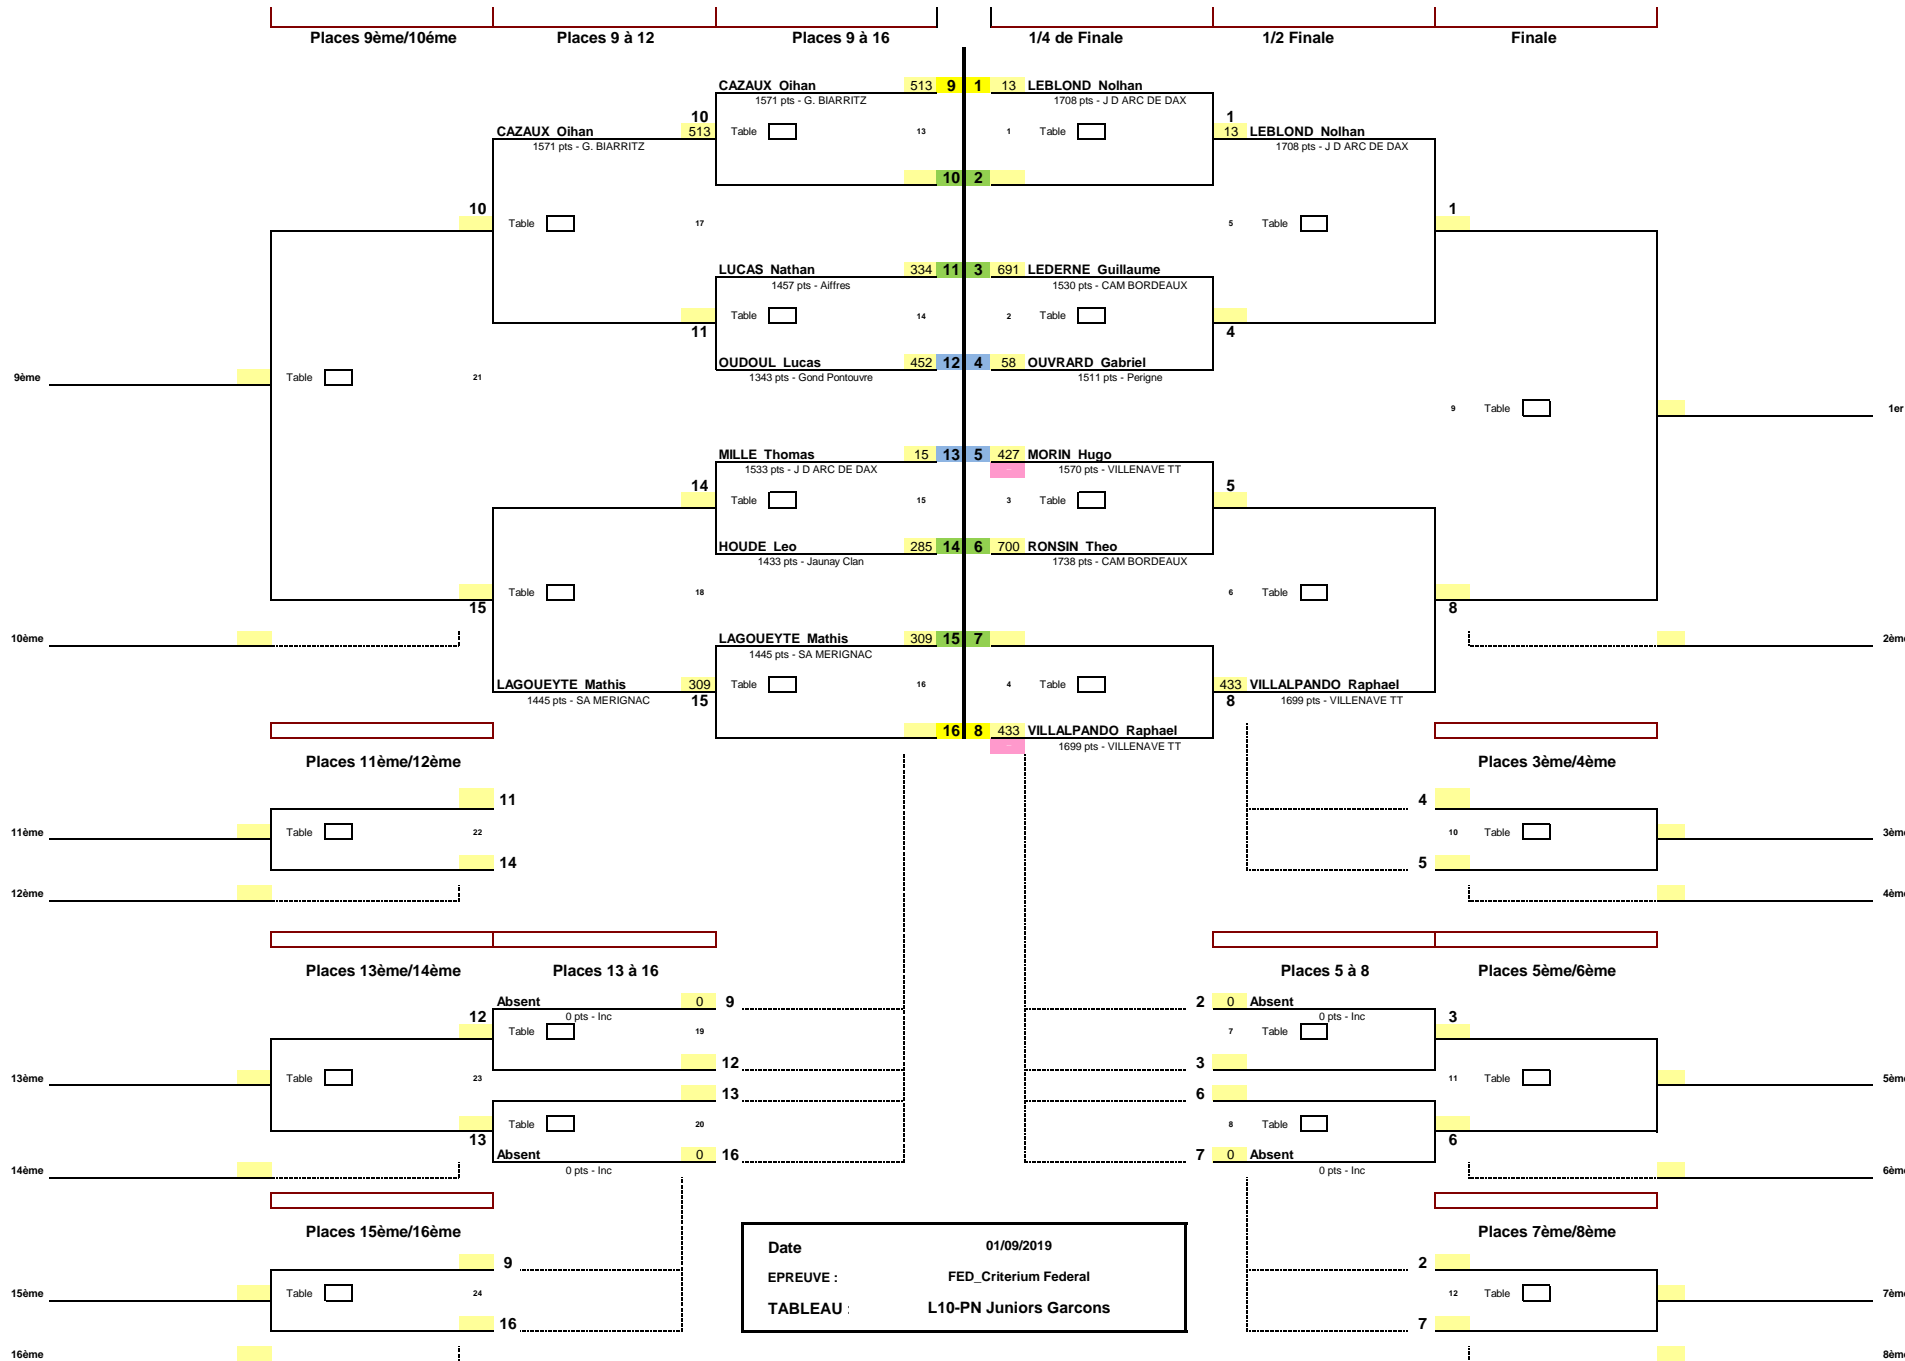 Places 9ème/10éme Places 9 à 12 Places 9 à 16 1/4 de Finale 1/2 Finale Finale
CAZAUX Oihan 513 9 1 13 LEBLOND Nolhan
1571 pts - G. BIARRITZ 1708 pts - J D ARC DE DAX
10 1
CAZAUX Oihan 513 Table 13 1 Table 13 LEBLOND Nolhan
1571 pts - G. BIARRITZ 1708 pts - J D ARC DE DAX
10 2
10 1
Table 17 5 Table
LUCAS Nathan 334 11 3 691 LEDERNE Guillaume
1457 pts - Aiffres 1530 pts - CAM BORDEAUX
Table 14 2 Table
11 4
OUDOUL Lucas 452 12 4 58 OUVRARD Gabriel
9ème Table 21 1343 pts - Gond Pontouvre 1511 pts - Perigne
9 Table 1er
MILLE Thomas 15 13 5 427 MORIN Hugo
1533 pts - J D ARC DE DAX 1570 pts - VILLENAVE TT
14 5
Table 15 3 Table
HOUDE Leo 285 14 6 700 RONSIN Theo
1433 pts - Jaunay Clan 1738 pts - CAM BORDEAUX
Table 18 6 Table
15 8
10ème LAGOUEYTE Mathis 309 15 7 2ème
1445 pts - SA MERIGNAC
LAGOUEYTE Mathis 309 Table 16 4 Table 433 VILLALPANDO Raphael
1445 pts - SA MERIGNAC 15 8 1699 pts - VILLENAVE TT
16 8 433 VILLALPANDO Raphael
1699 pts - VILLENAVE TT
Places 11ème/12ème Places 3ème/4ème
11 4
11ème Table 22 10 Table 3ème
14 5
12ème 4ème
Places 13ème/14ème Places 13 à 16 Places 5 à 8 Places 5ème/6ème
Absent 0 9 2 0 Absent
12 0 pts - Inc 0 pts - Inc 3
Table 19 7 Table
12 3
13ème Table 23 11 Table 5ème
13 6
Table 20 8 Table
13 6
Absent 0 16 7 0 Absent
14ème 0 pts - Inc 0 pts - Inc 6ème
Places 15ème/16ème Places 7ème/8ème
Date 01/09/2019
9 2
EPREUVE : FED_Criterium Federal
15ème Table 24 12 Table 7ème
TABLEAU : L10-PN Juniors Garcons
16 7
16ème 8ème